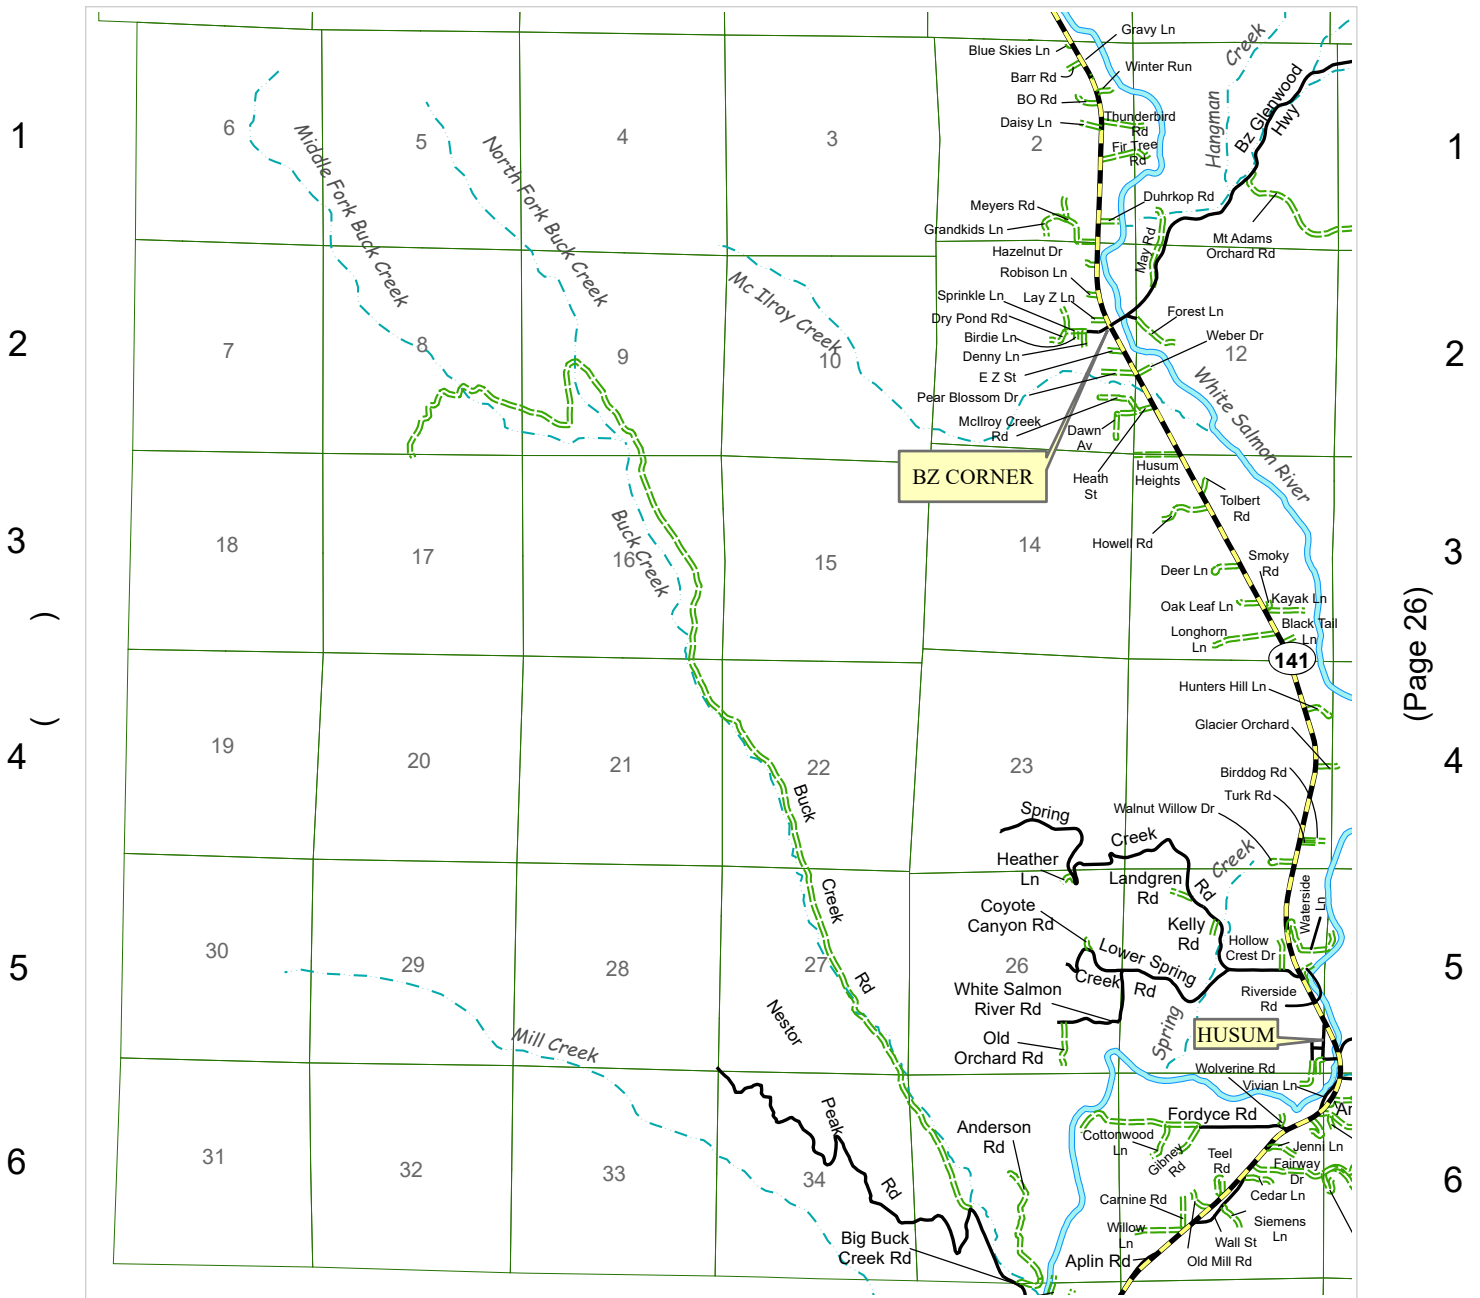 Gravy Ln
Blue Skies Ln
Winter Run
Barr Rd
BO Rd
Daisy Ln
Thunderbird
Rd
Fir Tree
Rd
Hangman
Creek
Bz Glenwood
Hwy
1
6
5
4
3
2
1
Middle Fork Buck Creek
North Fork Buck Creek
Meyers Rd
Duhrkop Rd
Grandkids Ln
Mt Adams
Orchard Rd
May Rd
Hazelnut Dr
Robison Ln
Mc Ilroy Creek
Sprinkle Ln
Lay Z Ln
Dry Pond Rd
Forest Ln
Birdie Ln
Weber Dr
Denny Ln
E Z St
Pear Blossom Dr
McIlroy Creek
Rd
Dawn
Av
2
7
8
9
10
12
2
White Salmon River
BZ CORNER
Heath
St
Husum
Heights
Tolbert
Rd
Howell Rd
Smoky
Rd
Deer Ln
Kayak Ln
Oak Leaf Ln
Black Tail
Ln
Longhorn
Ln
3
18
17
16
15
14
3
Buck Creek
141
(
)
(Page 26)
Hunters Hill Ln
Glacier Orchard
Birddog Rd
Turk Rd
Walnut Willow Dr
4
19
20
21
22
23
4
Buck
Creek
Rd
Spring
Creek
Rd
Heather
Ln
Landgren
Rd
Creek
Spring
Waterside
Ln
Coyote
Canyon Rd
Kelly
Rd
Hollow
Crest Dr
Lower Spring
Creek
Rd
White Salmon
River Rd
Riverside
Rd
Old
Orchard Rd
HUSUM
5
30
29
28
27
26
5
Mill Creek
Nestor
Peak
Rd
Wolverine Rd
Vivian Ln
Fordyce Rd
Ar
Anderson
Rd
Cottonwood
Ln
Gibney
Rd
Teel
Rd
Jenni Ln
Fairway
Dr
Cedar Ln
Carnine Rd
Siemens
Ln
Willow
Ln
Wall St
Old Mill Rd
Aplin Rd
Big Buck
Creek Rd
6
31
32
33
34
6